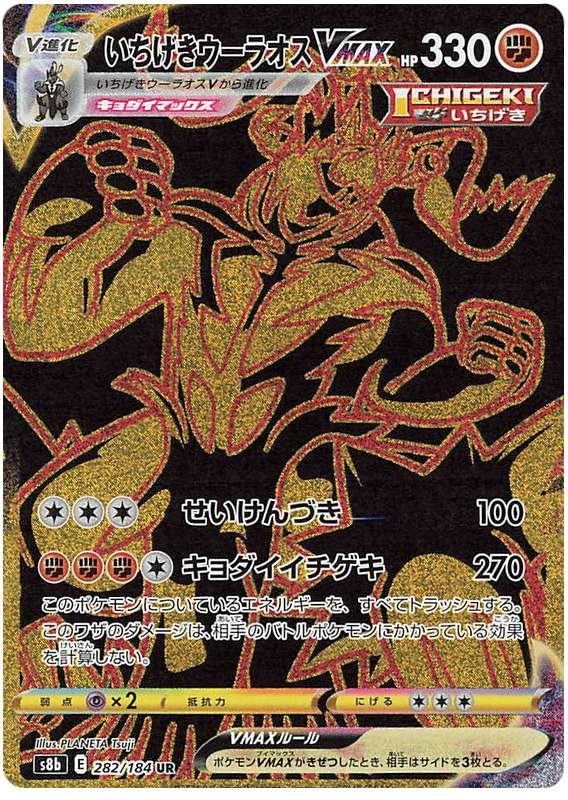 V進化
いちげきウーラオスVMAX HP330
いちげきウーラオスVから進化
キョダイマックス
ICHIGEKI
いちげき
せいけんづき 100
キョダイイチゲキ 270
このポケモンについているエネルギーを、すべてトラッシュする。
このワザのダメージは、相手のバトルポケモンにかかっている効果
を計算しない。
弱点 ×2 抵抗力 にげる
Illus.PLANETA Tsuji
VMAXルール
s8b E 282/184 UR
ポケモンVMAXがきぜつしたとき、相手はサイドを3枚とる。